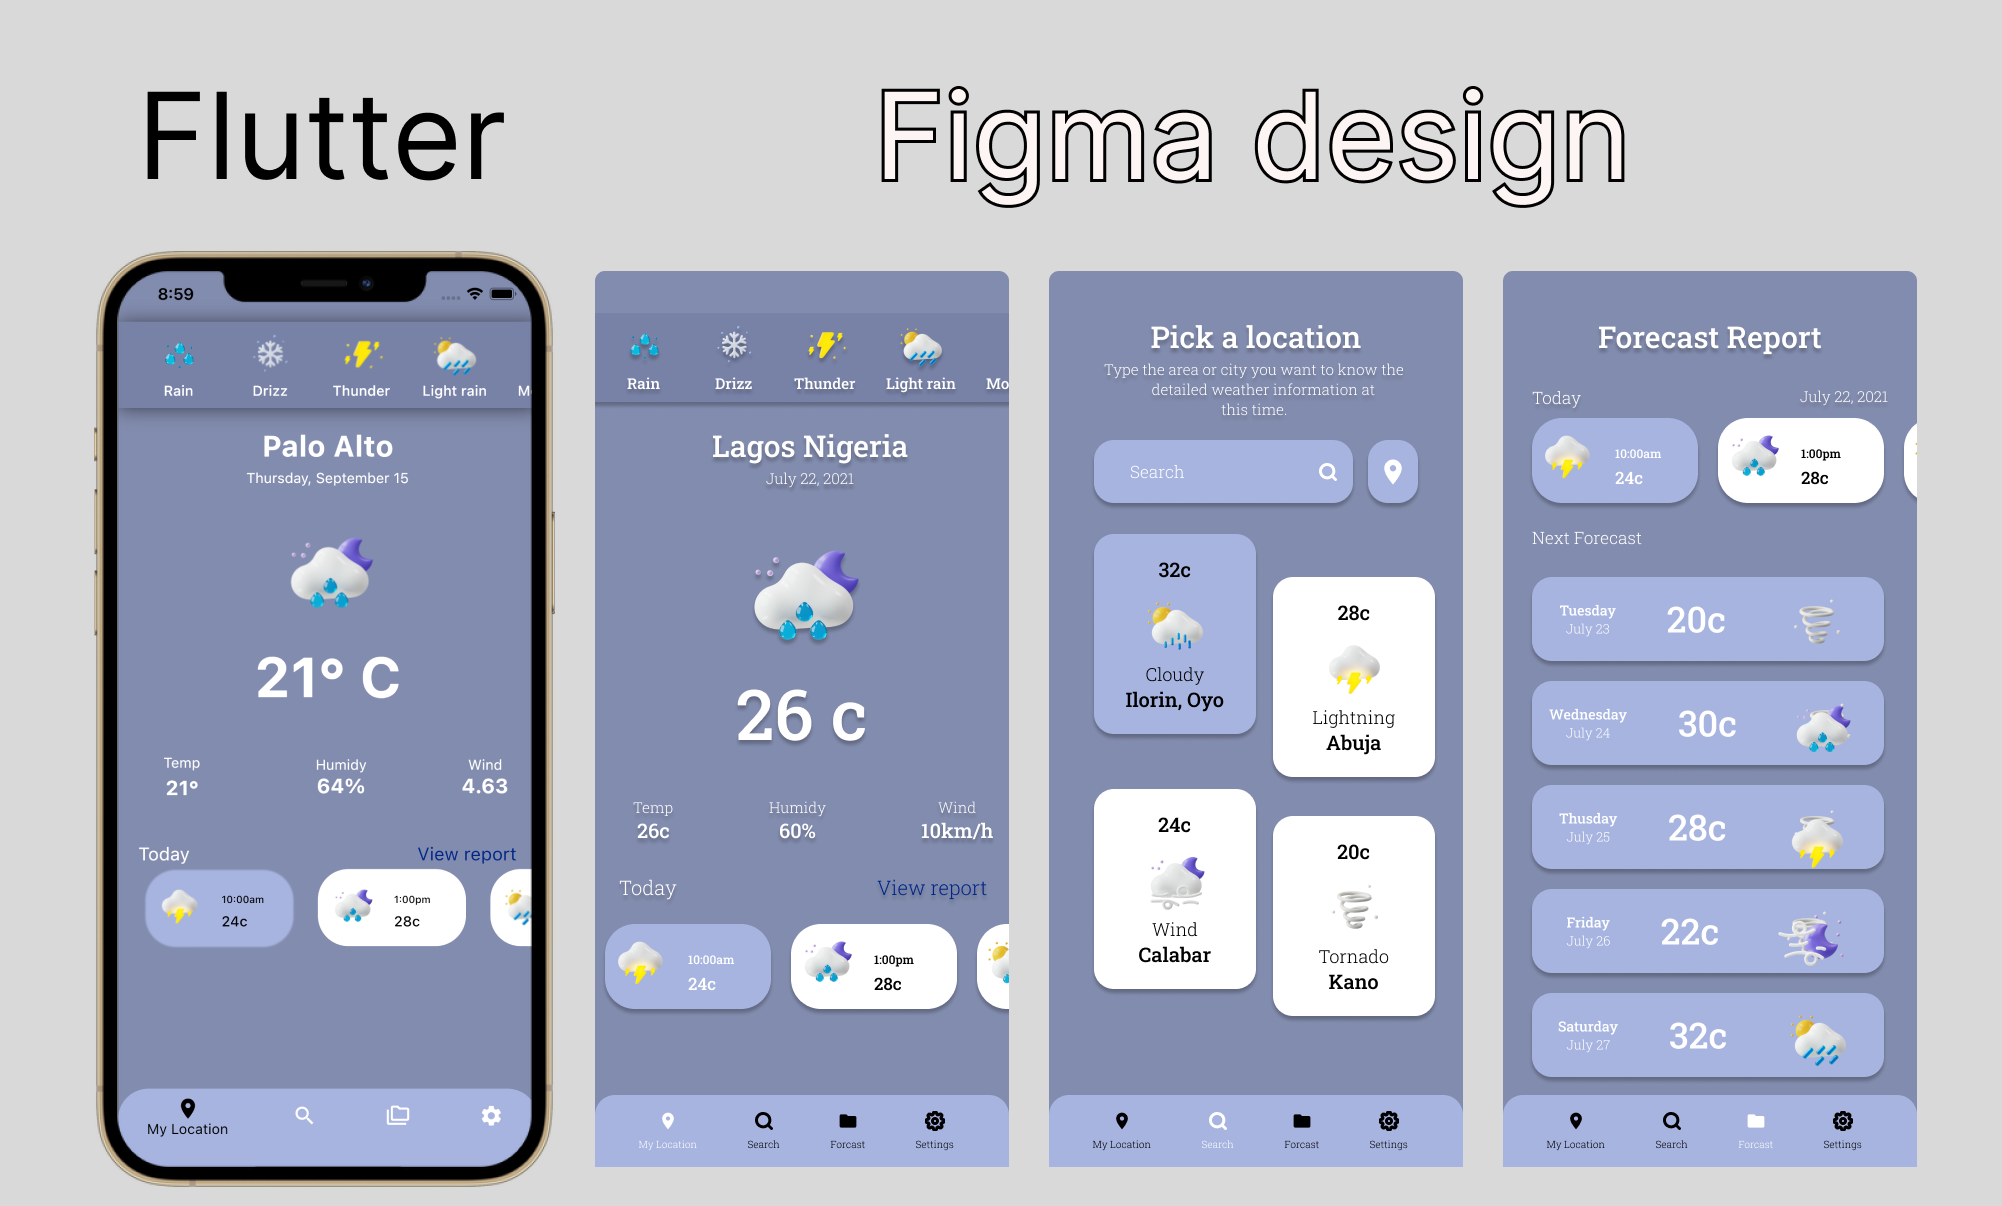 Flutter
Figma design
8:59
Rain
Drizz
Thunder
Light rain
M
Palo Alto
Thursday, September 15
21° C
Temp
Humidy
Wind
21°
64%
4.63
Today
View report
10:00am
24c
1:00pm
28c
My Location
Rain
Drizz
Thunder
Light rain
Mo
Lagos Nigeria
July 22, 2021
26 c
Temp
Humidy
Wind
26c
60%
10km/h
Today
View report
10:00am
24c
1:00pm
28c
My Location
Search
Forcast
Settings
Pick a location
Type the area or city you want to know the
detailed weather information at
this time.
Search
32c
Cloudy
Ilorin, Oyo
28c
Lightning
Abuja
24c
Wind
Calabar
20c
Tornado
Kano
My Location
Search
Forcast
Settings
Forecast Report
Today
July 22, 2021
10:00am
24c
1:00pm
28c
Next Forecast
Tuesday
July 23
20c
Wednesday
July 24
30c
Thusday
July 25
28c
Friday
July 26
22c
Saturday
July 27
32c
My Location
Search
Forcast
Settings